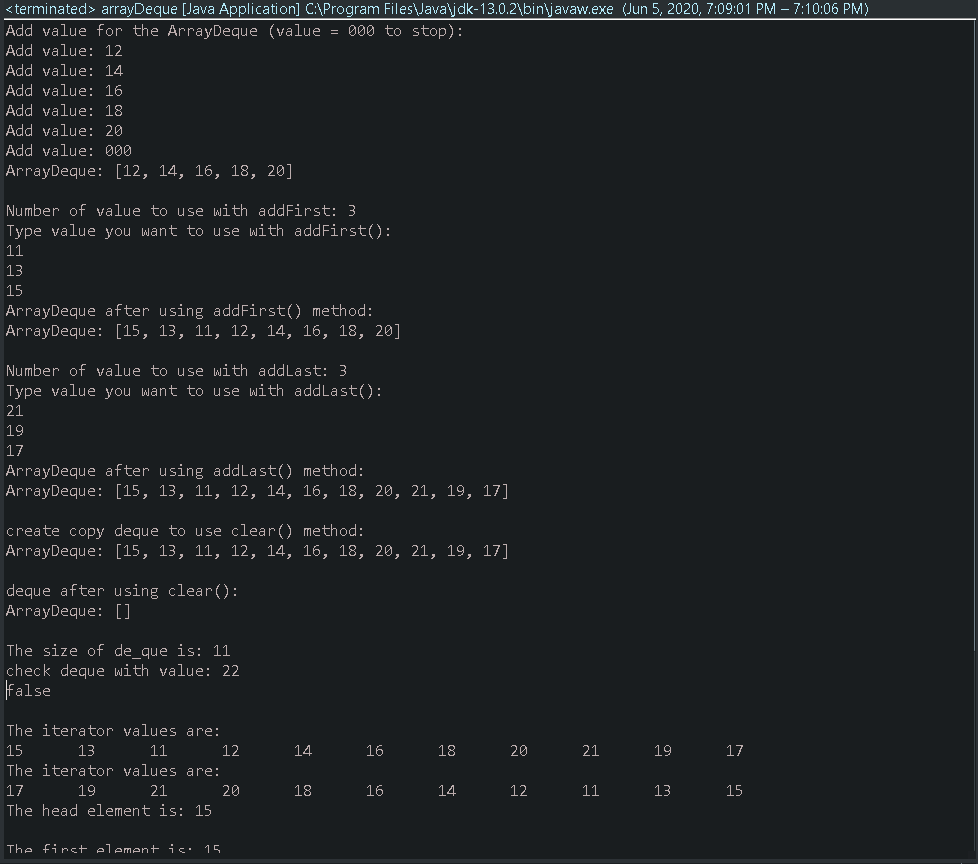 <terminated> arrayDeque [Java Application] C:\Program Files\Java\jdk-13.0.2\bin\javaw.exe (Jun 5, 2020, 7:09:01 PM – 7:10:06 PM)
Add value for the ArrayDeque (value = 000 to stop):
Add value: 12
Add value: 14
Add value: 16
Add value: 18
Add value: 20
Add value: 000
ArrayDeque: [12, 14, 16, 18, 20]
Number of value to use with addFirst: 3
Type value you want to use with addFirst():
11
13
15
ArrayDeque after using addFirst() method:
ArrayDeque: [15, 13, 11, 12, 14, 16, 18, 20]
Number of value to use with addLast: 3
Type value you want to use with addLast():
21
19
17
ArrayDeque after using addLast() method:
ArrayDeque: [15, 13, 11, 12, 14, 16, 18, 20, 21, 19, 17]
create copy deque to use clear() method:
ArrayDeque: [15, 13, 11, 12, 14, 16, 18, 20, 21, 19, 17]
deque after using clear():
ArrayDeque: []
The size of de_que is: 11
check deque with value: 22
false
The iterator values are:
15 13 11 12 14 16 18 20 21 19 17
The iterator values are:
17 19 21 20 18 16 14 12 11 13 15
The head element is: 15
The first element is: 15